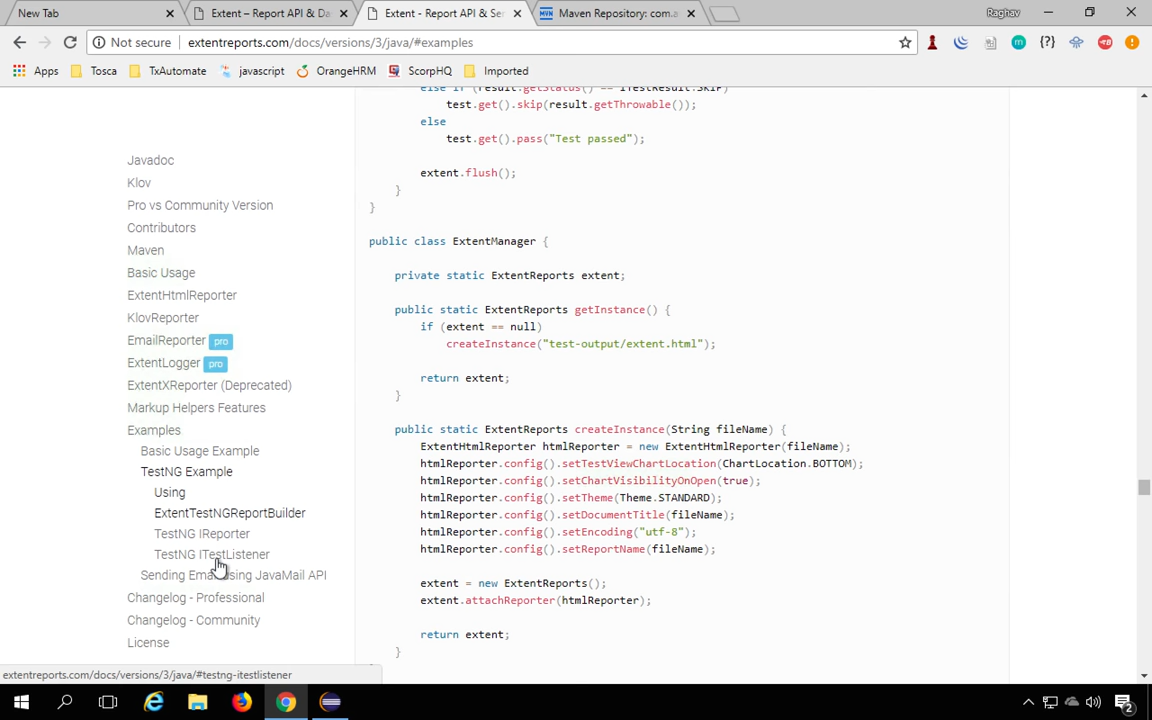 New Tab
Extent – Report API & Da
Extent - Report API & Se
Maven Repository: com.a
Raghav
Not secure
extentreports.com/docs/versions/3/java/#examples
Apps
Tosca
TxAutomate
javascript
OrangeHRM
ScorpHQ
Imported
else if (result.getStatus() == ITestResult.SKIP)
test.get().skip(result.getThrowable());
else
test.get().pass("Test passed");
extent.flush();
}
}
public class ExtentManager {
private static ExtentReports extent;
public static ExtentReports getInstance() {
if (extent == null)
createInstance("test-output/extent.html");
return extent;
}
public static ExtentReports createInstance(String fileName) {
ExtentHtmlReporter htmlReporter = new ExtentHtmlReporter(fileName);
htmlReporter.config().setTestViewChartLocation(ChartLocation.BOTTOM);
htmlReporter.config().setChartVisibilityOnOpen(true);
htmlReporter.config().setTheme(Theme.STANDARD);
htmlReporter.config().setDocumentTitle(fileName);
htmlReporter.config().setEncoding("utf-8");
htmlReporter.config().setReportName(fileName);
extent = new ExtentReports();
extent.attachReporter(htmlReporter);
return extent;
}
Javadoc
Klov
Pro vs Community Version
Contributors
Maven
Basic Usage
ExtentHtmlReporter
KlovReporter
EmailReporter pro
ExtentLogger pro
ExtentXReporter (Deprecated)
Markup Helpers Features
Examples
Basic Usage Example
TestNG Example
Using
ExtentTestNGReportBuilder
TestNG IReporter
TestNG ITestListener
Sending Email using JavaMail API
Changelog - Professional
Changelog - Community
License
extentreports.com/docs/versions/3/java/#testng-itestlistener
2